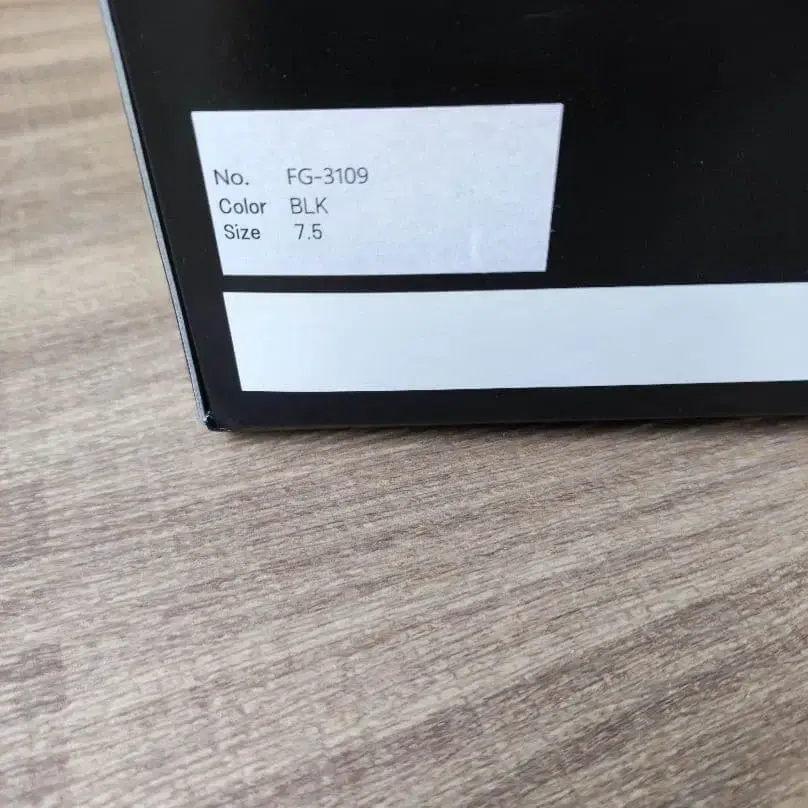 No. FG-3109
Color BLK
Size 7.5